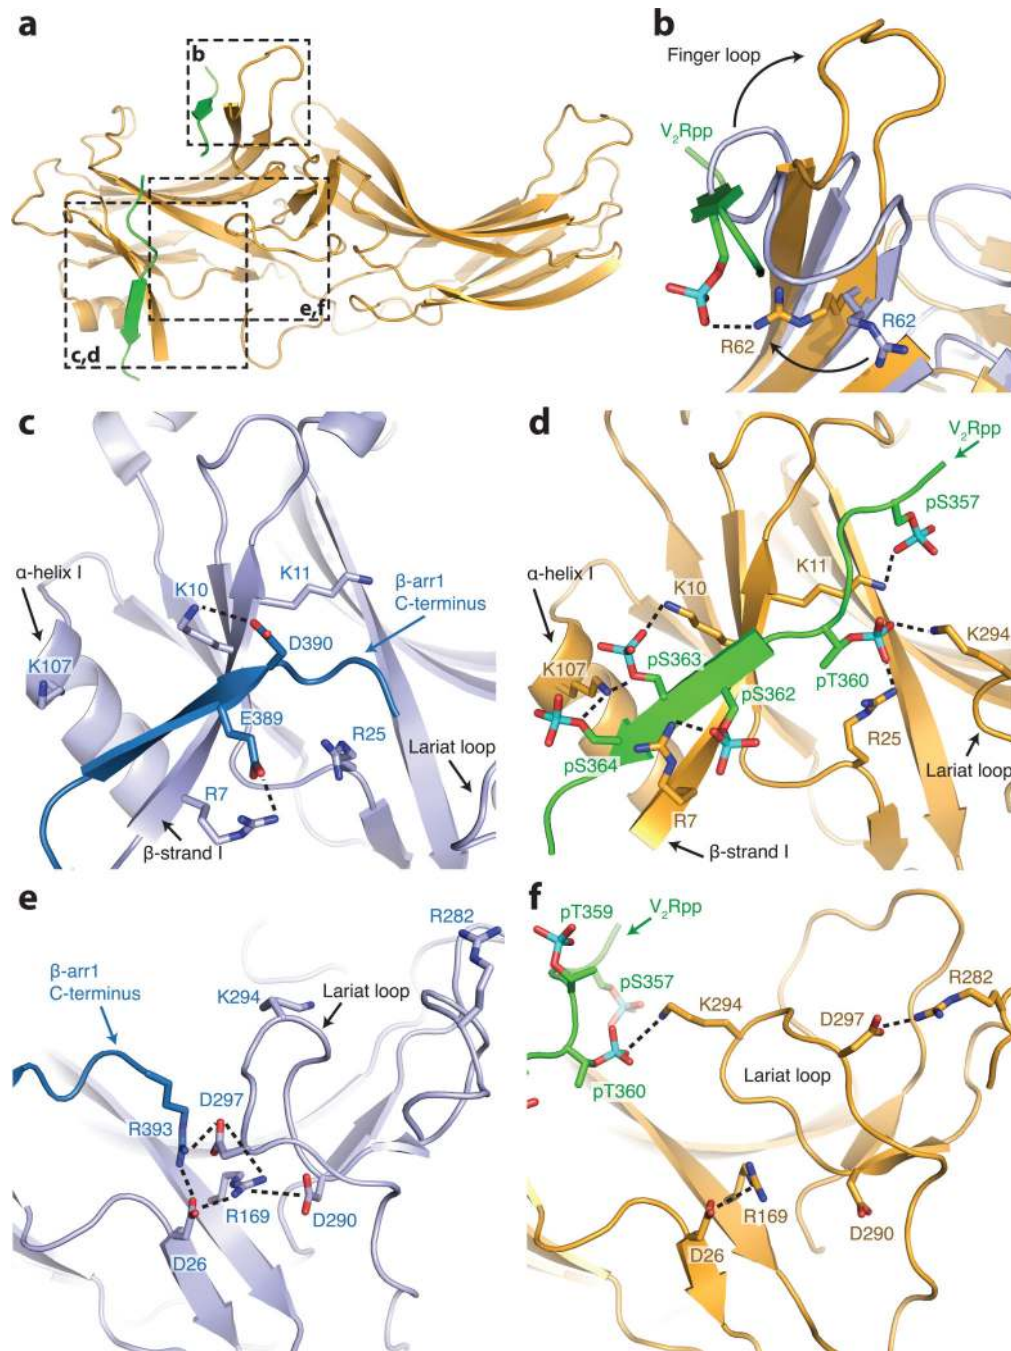 a
b
e,f
c,d
b
Finger loop
V₂Rpp
R62
R62
c
α-helix I
K10
K11
β-arr1
C-terminus
D390
K107
E389
R25
Lariat loop
R7
β-strand I
d
V₂Rpp
pS357
K11
α-helix I
K10
K294
K107
pS363
pS362
pT360
R25
Lariat loop
pS364
R7
β-strand I
e
R282
β-arr1
C-terminus
K294
Lariat loop
D297
R393
R169
D290
D26
f
pT359
V₂Rpp
pS357
K294
R282
D297
Lariat loop
pT360
R169
D290
D26